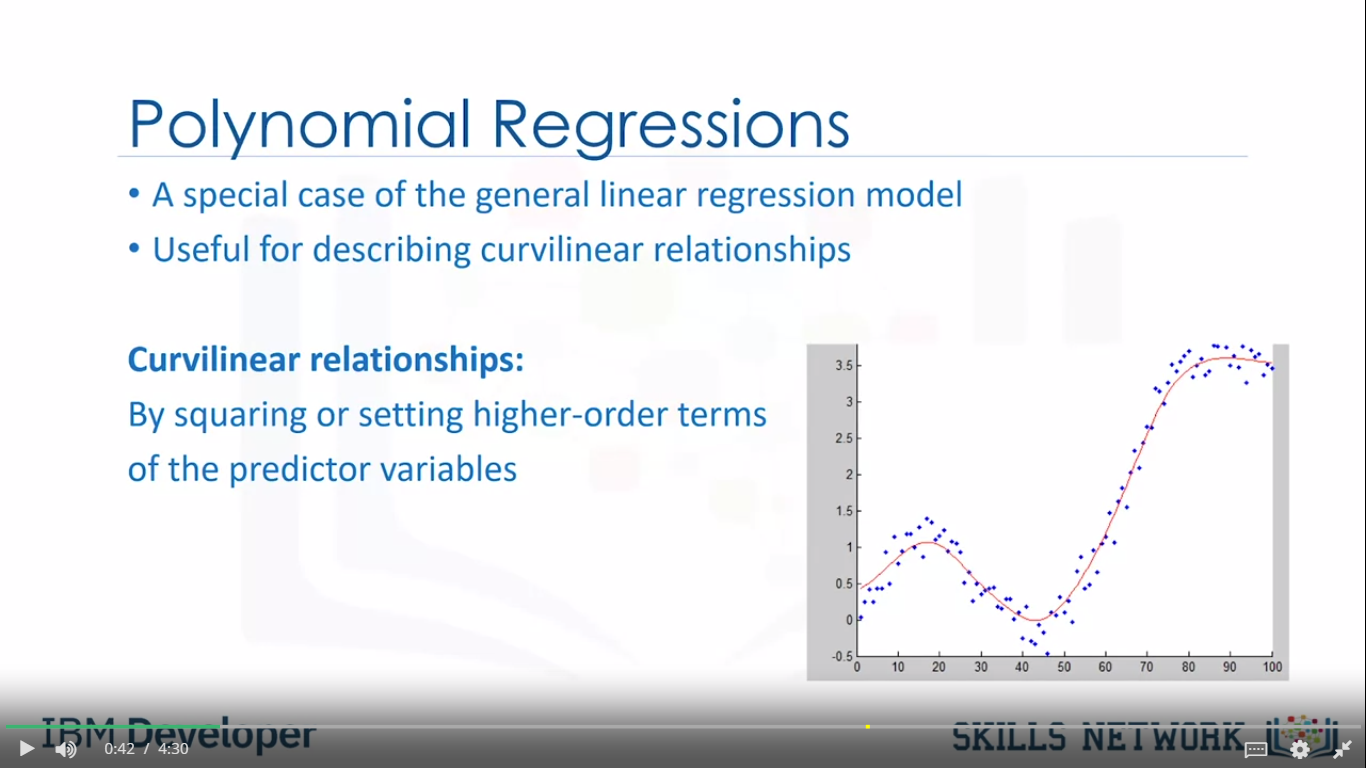 Polynomial Regressions
• A special case of the general linear regression model
• Useful for describing curvilinear relationships
Curvilinear relationships:
By squaring or setting higher-order terms
of the predictor variables
3.5
3
2.5
2
1.5
1
0.5
0
-0.5
0 10 20 30 40 50 60 70 80 90 100
IBM Developer
SKILLS NETWORK
0:42 / 4:30